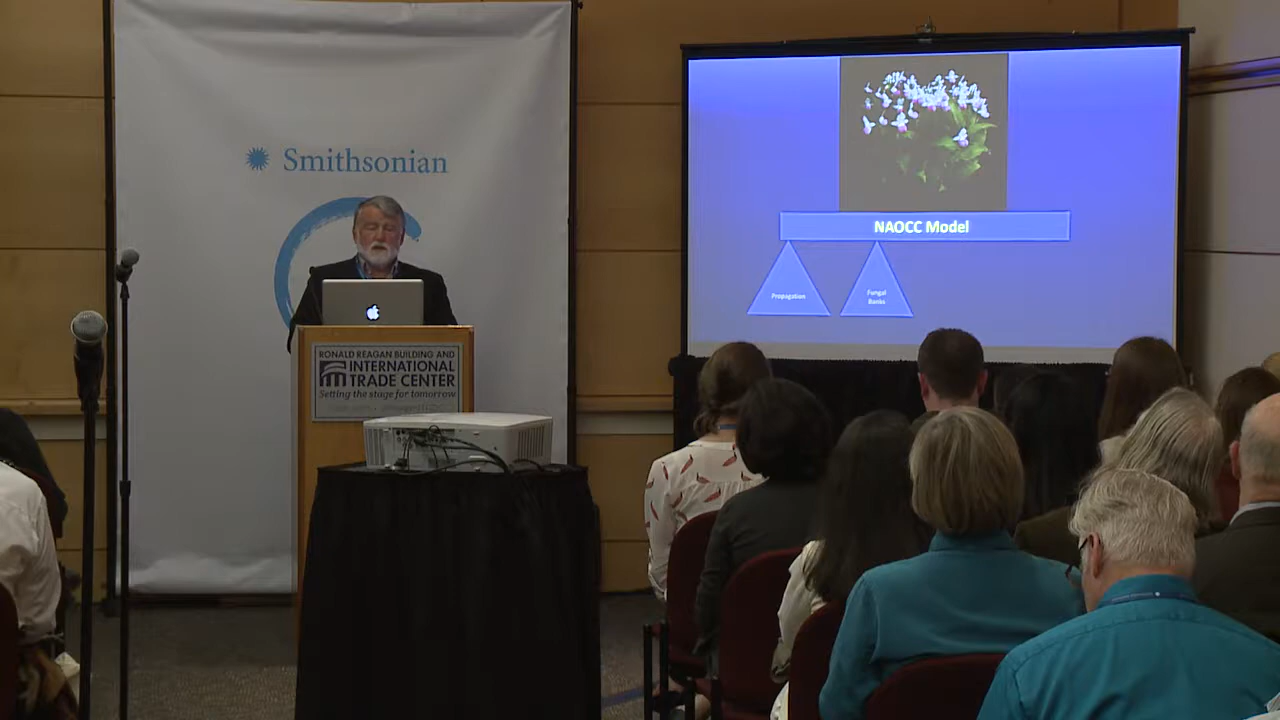 Smithsonian
RONALD REAGAN BUILDING AND
INTERNATIONAL
TRADE CENTER
Setting the stage for tomorrow
NAOCC Model
Propagation
Fungal
Banks